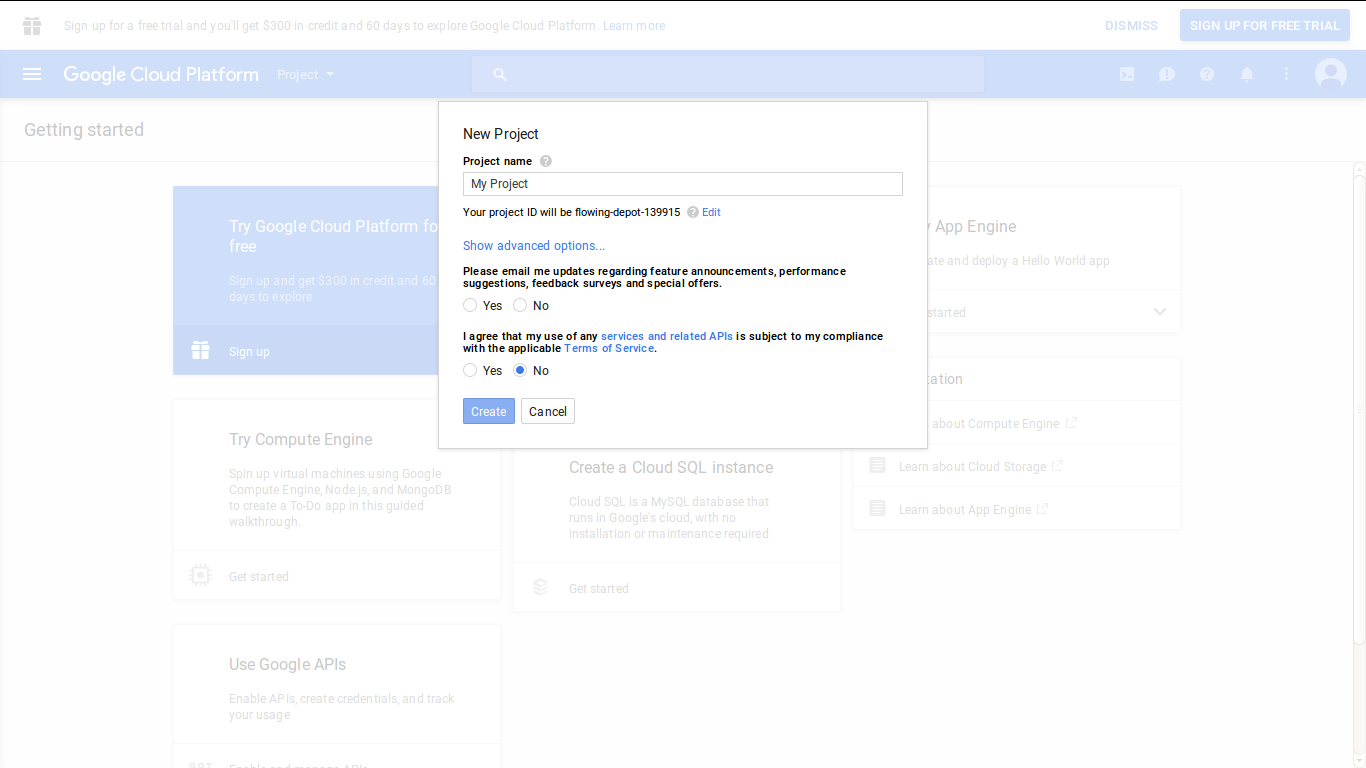 Sign up for a free trial and you'll get $300 in credit and 60 days to explore Google Cloud Platform. Learn more
DISMISS
SIGN UP FOR FREE TRIAL
Google Cloud Platform
Project
Getting started
New Project
Project name
My Project
Your project ID will be flowing-depot-139915 Edit
Show advanced options...
Please email me updates regarding feature announcements, performance
suggestions, feedback surveys and special offers.
Yes No
I agree that my use of any services and related APIs is subject to my compliance
with the applicable Terms of Service.
Yes No
Create Cancel
Try Google Cloud Platform fo
free
Sign up and get $300 in credit and 60
days to explore
Sign up
Try Compute Engine
Spin up virtual machines using Google
Compute Engine, Node.js, and MongoDB
to create a To-Do app in this guided
walkthrough.
Get started
Use Google APIs
Enable APIs, create credentials, and track
your usage
Enable and manage APIs
Create a Cloud SQL instance
Cloud SQL is a MySQL database that
runs in Google's cloud, with no
installation or maintenance required
Get started
App Engine
and deploy a Hello World app
started
about Compute Engine
Learn about Cloud Storage
Learn about App Engine